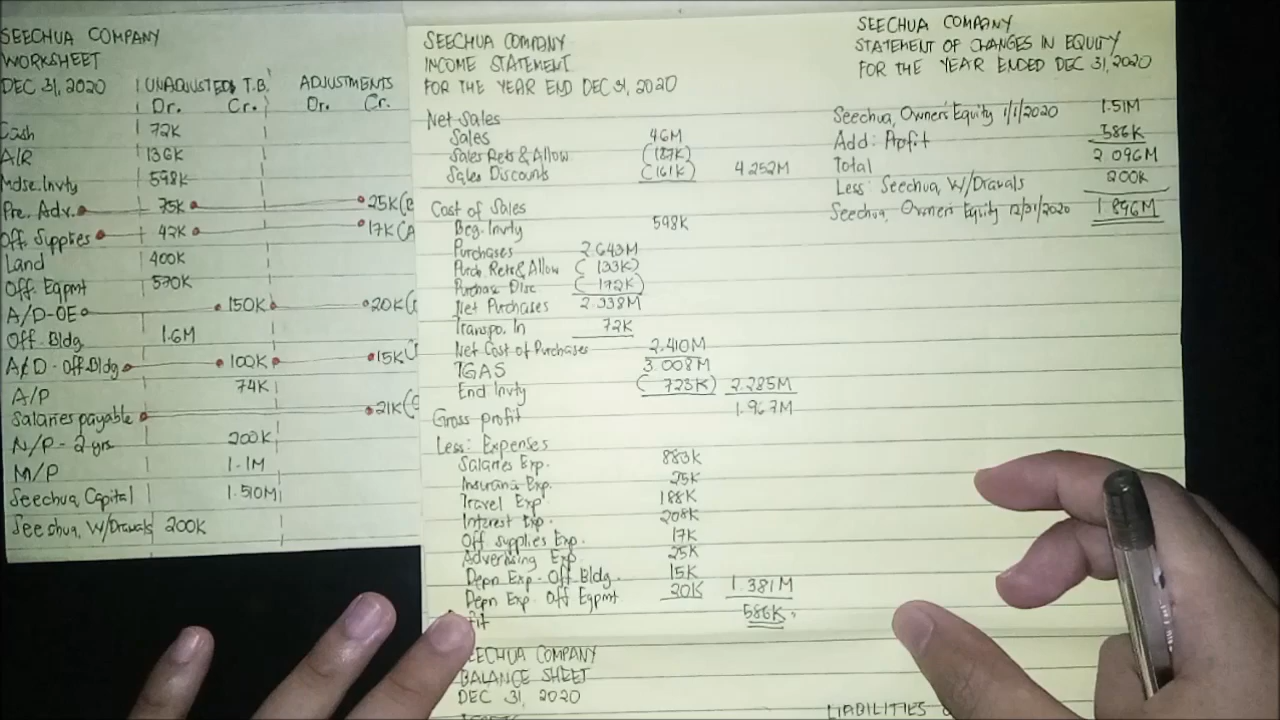 SEECHUA COMPANY
WORKSHEET
DEC 31, 2020 UNADJUSTED T.B. ADJUSTMENTS
Dr. Cr. Dr. Cr.
Cash 72K
A/R 136K
Mdse. Invty 598K
Pre. Adv. 75K 25K
Off Supplies 42K 17K
Land 400K
Off. Eqpmt 570K
A/D-OE 150K 20K
Off. Bldg 1.6M
A/D-Off.Bldg 100K 15K
A/P 74K
Salaries payable 21K
N/P - 2 yrs 200K
M/P 1.1M
Seechua, Capital 1.510M
Seechua, W/Drawals 200K
SEECHUA COMPANY
INCOME STATEMENT
FOR THE YEAR END DEC 31, 2020
Net Sales
Sales 4.6M
Sales Rets & Allow (187K)
Sales Discounts (161K) 4.252M
Cost of Sales
Beg. Invty 598K
Purchases 2.643M
Purch. Rets & Allow (133K)
Purchase Disc (172K)
Net Purchases 2.338M
Transpo. In 72K
Net Cost of Purchases 2.410M
TGAS 3.008M
End Invty (723K) 2.285M
Gross profit 1.967M
Less: Expenses
Salaries Exp. 883K
Insurance Exp. 25K
Travel Exp 188K
Interest Exp. 208K
Off Supplies Exp. 17K
Advertising Exp 25K
Depn Exp - Off Bldg. 15K
Depn Exp. Off Eqpmt 20K 1.381M
fit 586K
SEECHUA COMPANY
STATEMENT OF CHANGES IN EQUITY
FOR THE YEAR ENDED DEC 31, 2020
Seechua, Owner's Equity 1/1/2020 1.51M
Add: Profit 586K
Total 2.096M
Less: Seechua, W/Drawals 200K
Seechua, Owner's Equity 12/31/2020 1.896M
SEECHUA COMPANY
BALANCE SHEET
DEC 31, 2020
LIABILITIES